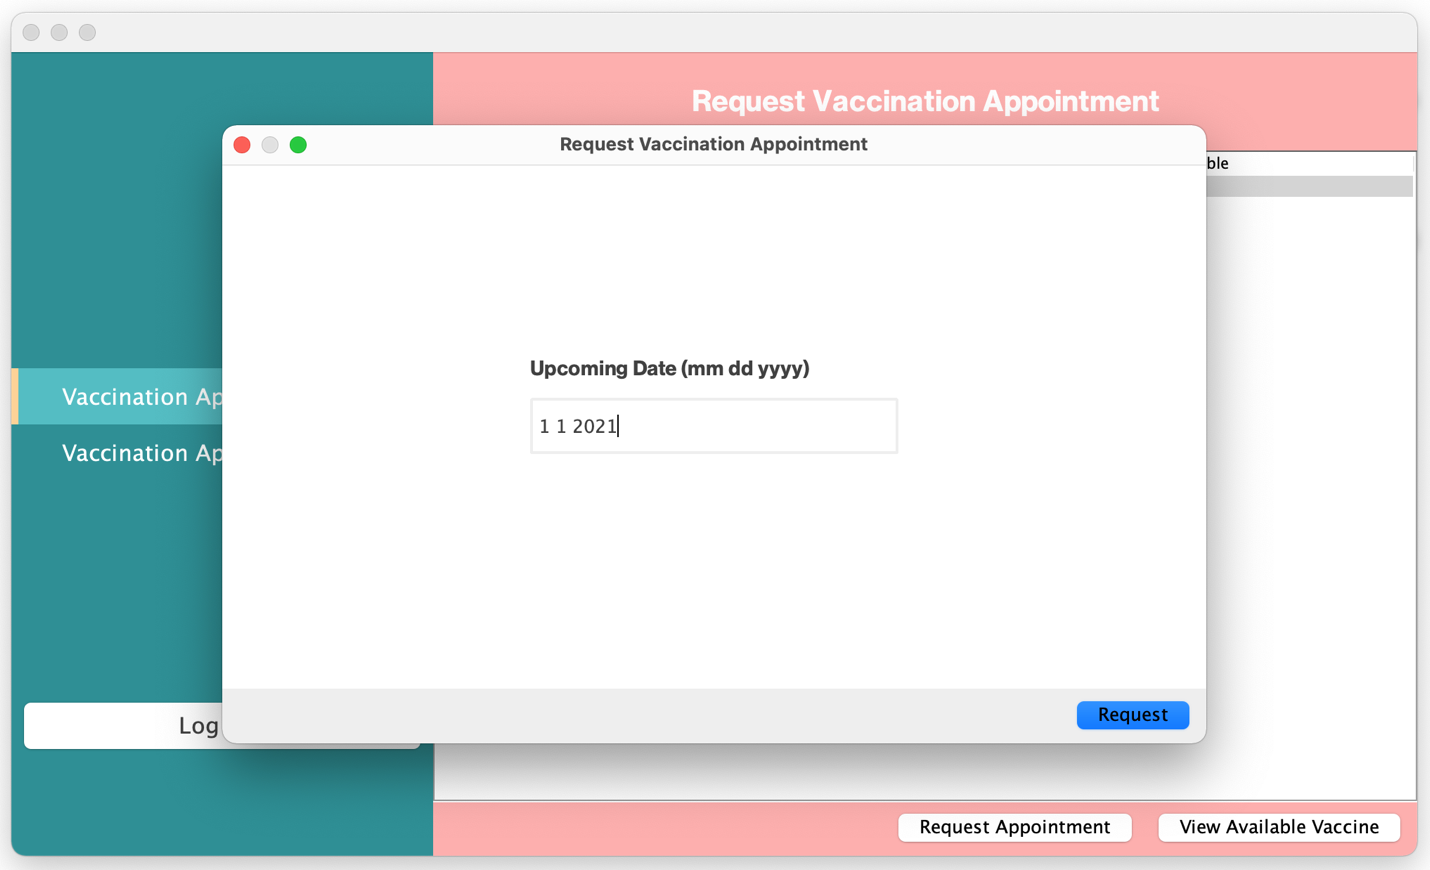 Request Vaccination Appointment
Request Vaccination Appointment
ble
Upcoming Date (mm dd yyyy)
1 1 2021
Vaccination Ap
Vaccination Ap
Log
Request
Request Appointment
View Available Vaccine